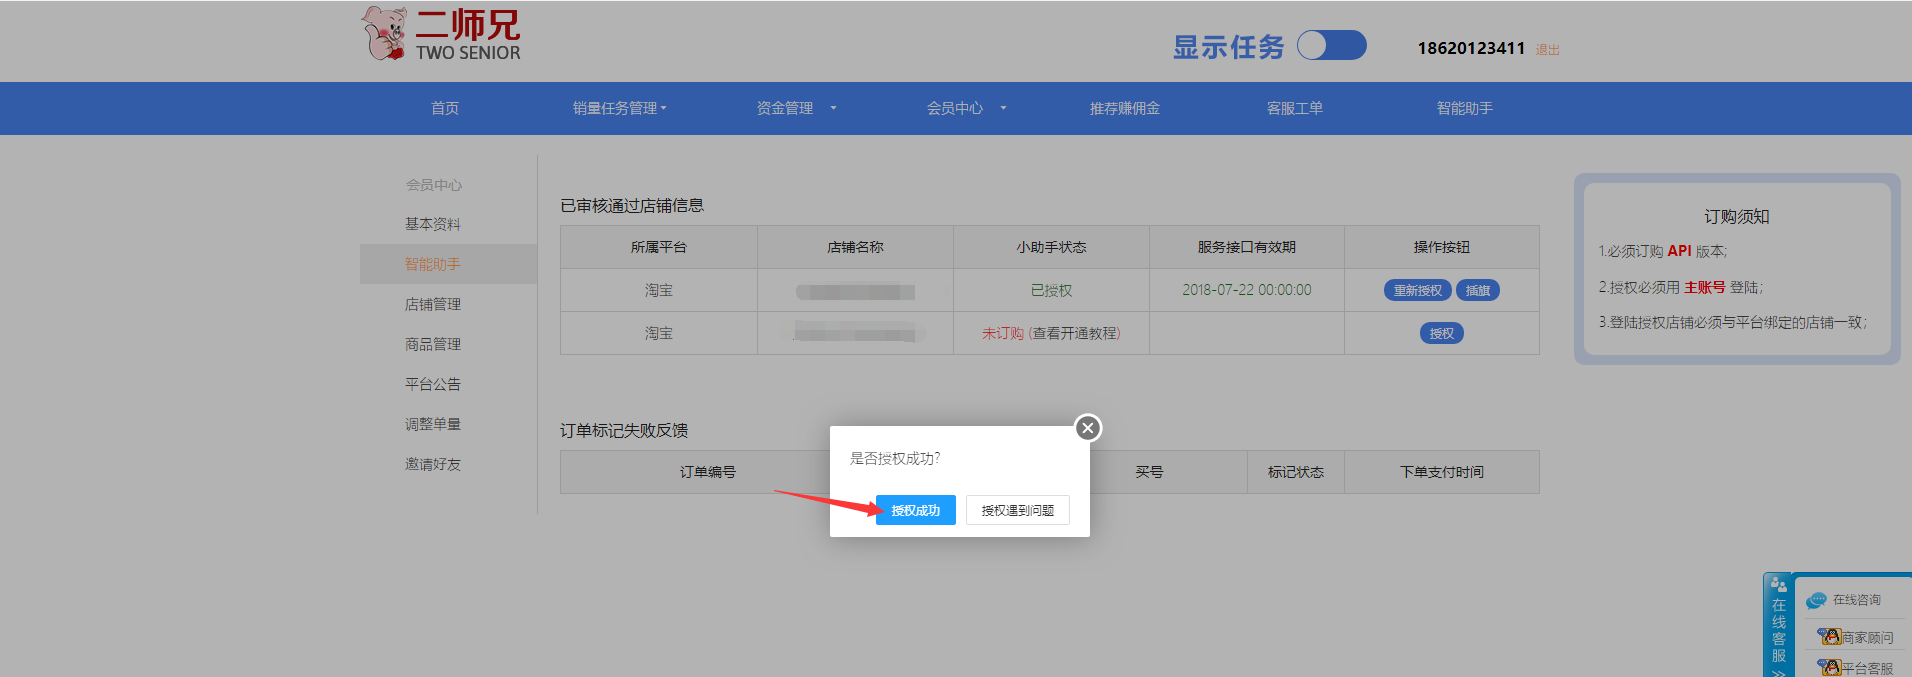 二师兄
TWO SENIOR
显示任务
18620123411 退出
首页 销量任务管理 资金管理 会员中心 推荐赚佣金 客服工单 智能助手
会员中心
基本资料
智能助手
店铺管理
商品管理
平台公告
调整单量
邀请好友
已审核通过店铺信息
所属平台 店铺名称 小助手状态 服务接口有效期 操作按钮
淘宝 已授权 2018-07-22 00:00:00 重新授权 插旗
淘宝 未订购 (查看开通教程) 授权
订单标记失败反馈
订单编号 买号 标记状态 下单支付时间
是否授权成功?
授权成功 授权遇到问题
订购须知
1.必须订购 API 版本;
2.授权必须用 主账号 登陆;
3.登陆授权店铺必须与平台绑定的店铺一致;
在线客服
在线咨询
商家顾问
平台客服